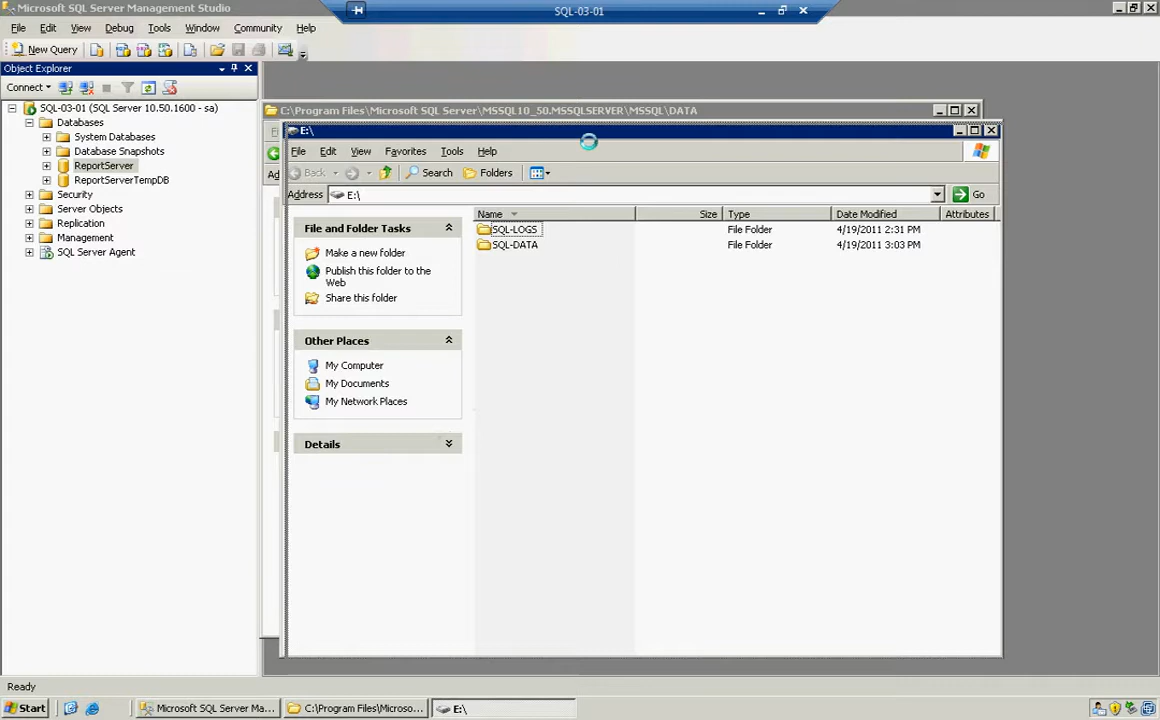 Microsoft SQL Server Management Studio
SQL-03-01
File Edit View Debug Tools Window Community Help
New Query
Object Explorer
Connect
SQL-03-01 (SQL Server 10.50.1600 - sa)
Databases
System Databases
Database Snapshots
ReportServer
ReportServerTempDB
Security
Server Objects
Replication
Management
SQL Server Agent
C:\Program Files\Microsoft SQL Server\MSSQL10_50.MSSQLSERVER\MSSQL\DATA
E:\
File Edit View Favorites Tools Help
Back Search Folders
Address E:\ Go
Name Size Type Date Modified Attributes
SQL-LOGS File Folder 4/19/2011 2:31 PM
SQL-DATA File Folder 4/19/2011 3:03 PM
File and Folder Tasks
Make a new folder
Publish this folder to the
Web
Share this folder
Other Places
My Computer
My Documents
My Network Places
Details
Ready
Start Microsoft SQL Server Ma... C:\Program Files\Microso... E:\